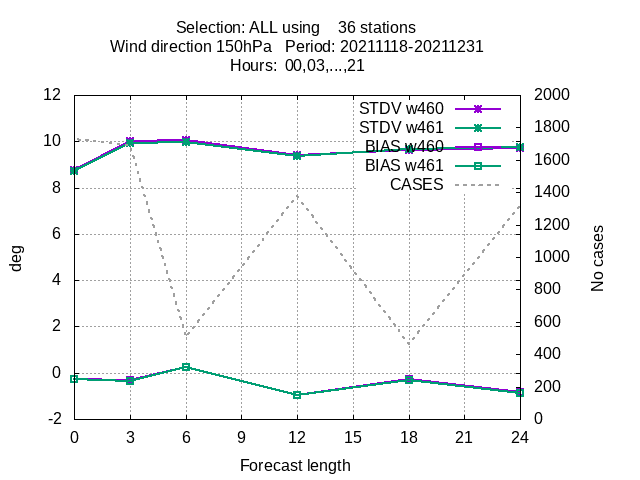 Selection: ALL using    36 stations
Wind direction 150hPa   Period: 20211118-20211231
Hours:  00,03,...,21
STDV w460
STDV w461
BIAS w460
BIAS w461
CASES
12
10
8
6
4
2
0
-2
2000
1800
1600
1400
1200
1000
800
600
400
200
0
deg
No cases
0 3 6 9 12 15 18 21 24
Forecast length